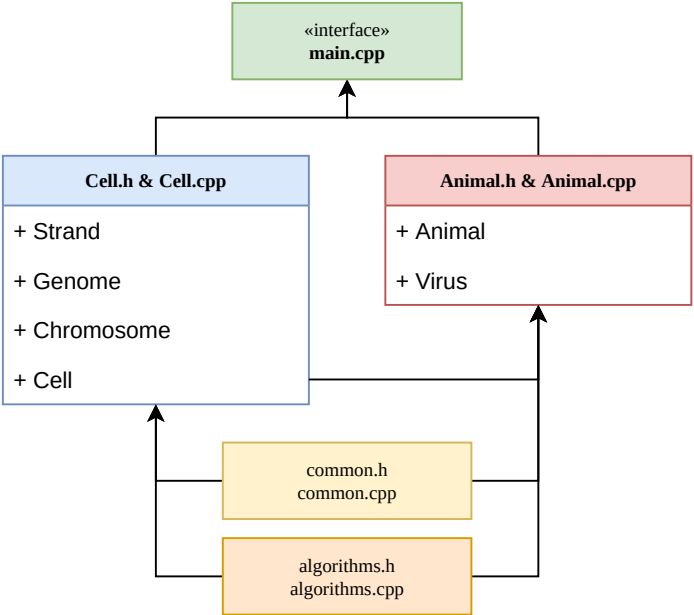 «interface»
main.cpp
Cell.h & Cell.cpp
+ Strand
+ Genome
+ Chromosome
+ Cell
Animal.h & Animal.cpp
+ Animal
+ Virus
common.h
common.cpp
algorithms.h
algorithms.cpp